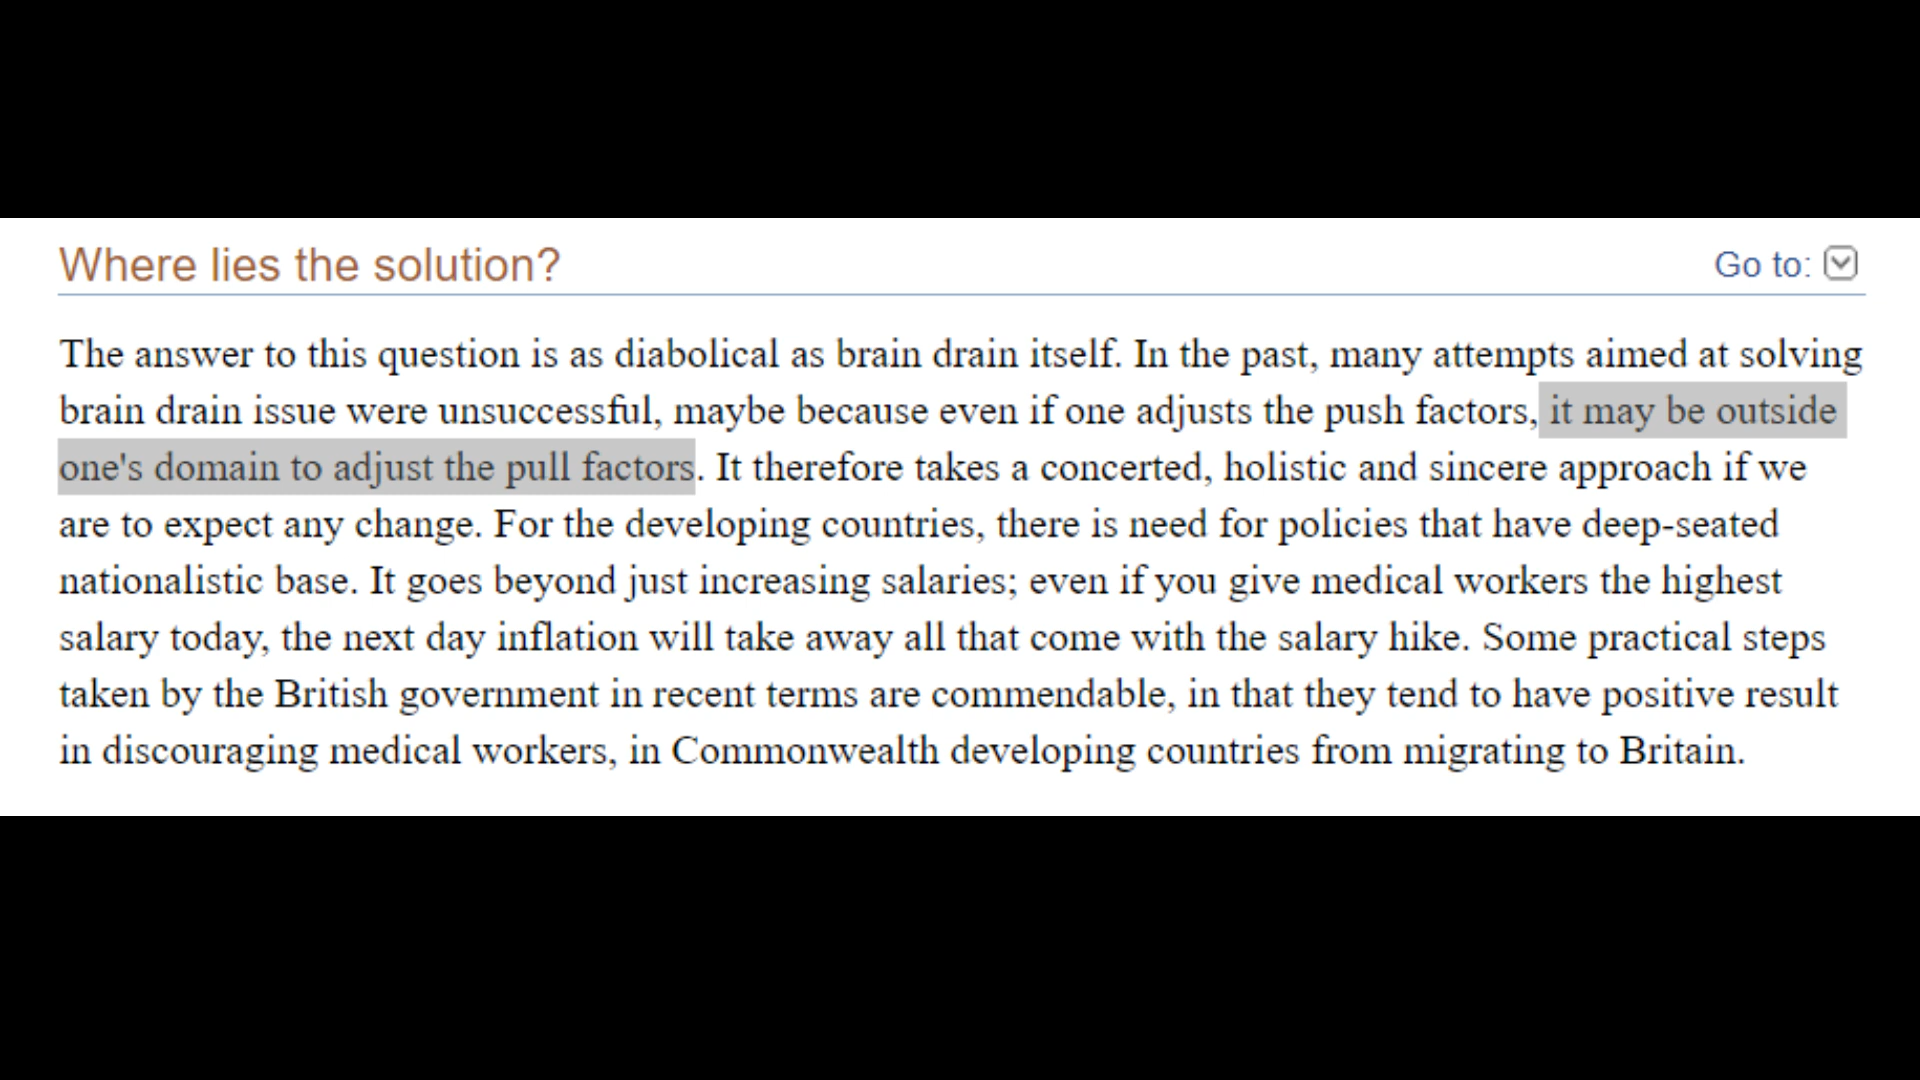 Where lies the solution?
Go to:
The answer to this question is as diabolical as brain drain itself. In the past, many attempts aimed at solving
brain drain issue were unsuccessful, maybe because even if one adjusts the push factors, it may be outside
one's domain to adjust the pull factors. It therefore takes a concerted, holistic and sincere approach if we
are to expect any change. For the developing countries, there is need for policies that have deep-seated
nationalistic base. It goes beyond just increasing salaries; even if you give medical workers the highest
salary today, the next day inflation will take away all that come with the salary hike. Some practical steps
taken by the British government in recent terms are commendable, in that they tend to have positive result
in discouraging medical workers, in Commonwealth developing countries from migrating to Britain.